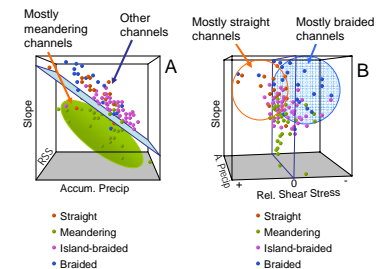 Mostly
meandering
channels
Other
channels
A
Slope
RSS
Accum. Precip
Straight
Meandering
Island-braided
Braided
Mostly straight
channels
Mostly braided
channels
B
Slope
A. Precip
+
0
-
Rel. Shear Stress
Straight
Meandering
Island-braided
Braided